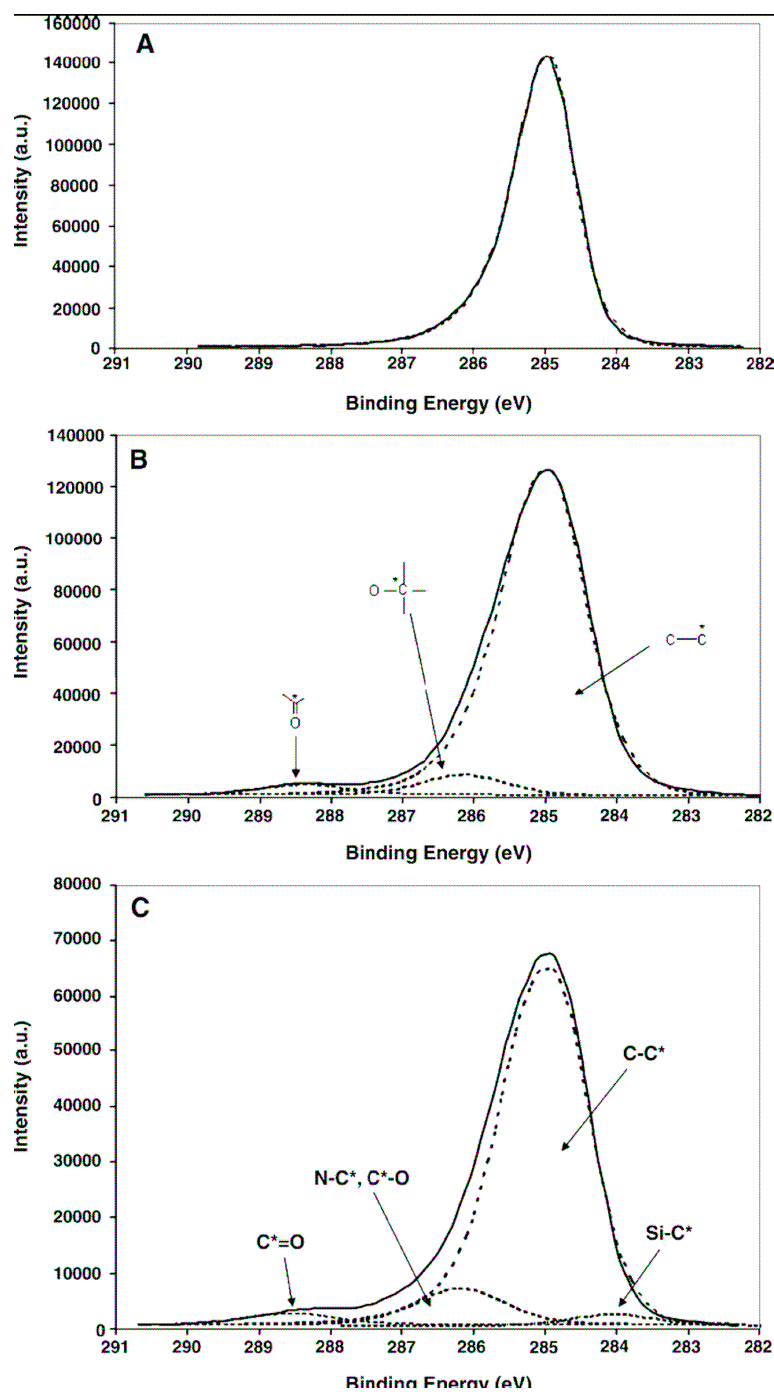 160000
A
140000
120000
100000
80000
60000
40000
20000
0
Intensity (a.u.)
291 290 289 288 287 286 285 284 283 282
Binding Energy (eV)
140000
B
120000
100000
80000
60000
40000
20000
0
Intensity (a.u.)
O C*
C C*
*
O
291 290 289 288 287 286 285 284 283 282
Binding Energy (eV)
80000
C
70000
60000
50000
40000
30000
20000
10000
0
Intensity (a.u.)
C-C*
N-C*, C*-O
C*=O
Si-C*
291 290 289 288 287 286 285 284 283 282
Binding Energy (eV)